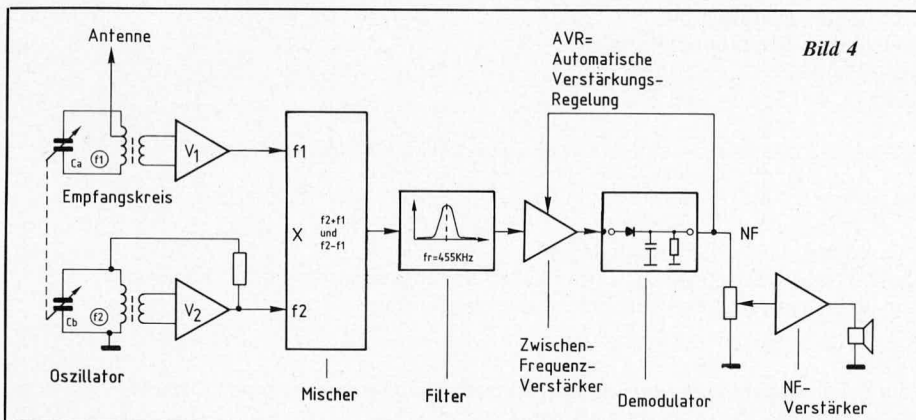 Antenne
AVR=
Automatische
Verstärkungs-
Regelung
Bild 4
Ca
f1
V1
f1
Empfangskreis
X
f2+f1
und
f2-f1
fr=455KHz
NF
Cb
f2
V2
f2
Oszillator
Mischer
Filter
Zwischen-
Frequenz-
Verstärker
Demodulator
NF-
Verstärker